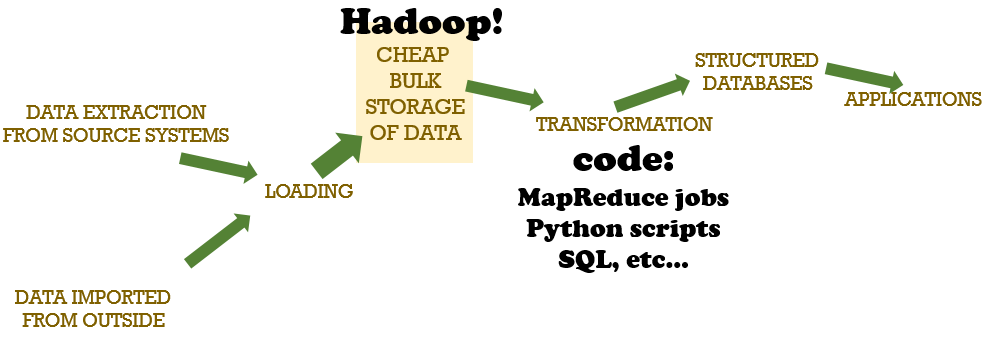 Hadoop!
CHEAP
BULK
STORAGE
OF DATA
STRUCTURED
DATABASES
APPLICATIONS
DATA EXTRACTION
FROM SOURCE SYSTEMS
TRANSFORMATION
code:
MapReduce jobs
Python scripts
SQL, etc...
LOADING
DATA IMPORTED
FROM OUTSIDE